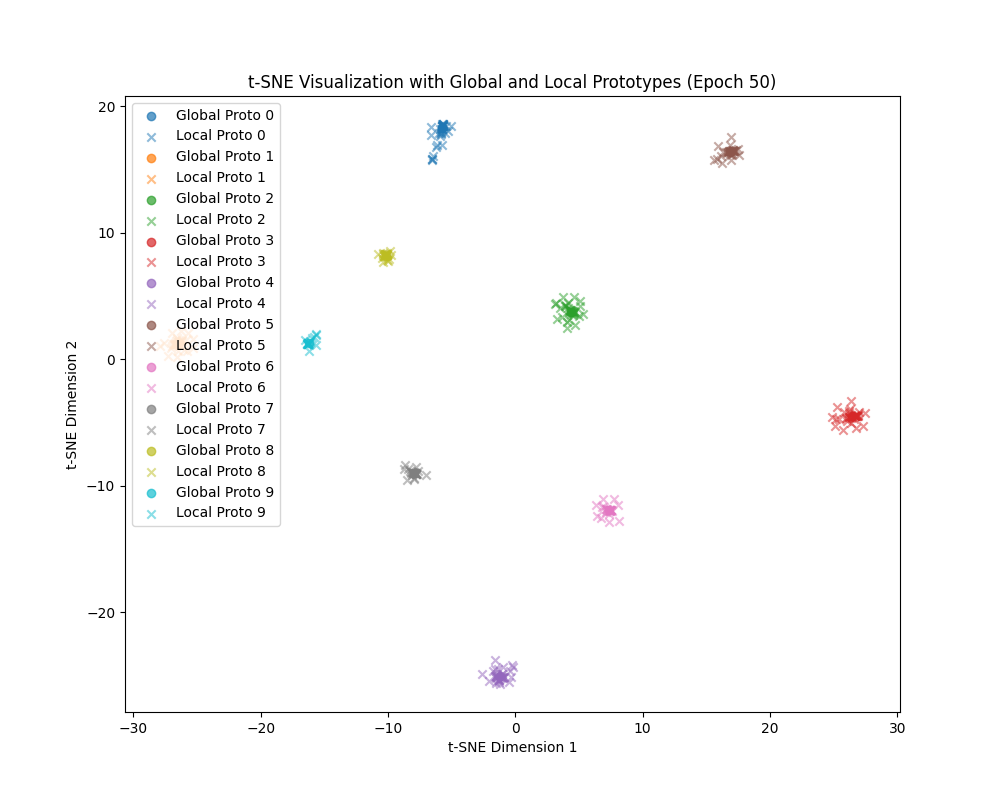 t-SNE Visualization with Global and Local Prototypes (Epoch 50)
Global Proto 0
Local Proto 0
Global Proto 1
Local Proto 1
Global Proto 2
Local Proto 2
Global Proto 3
Local Proto 3
Global Proto 4
Local Proto 4
Global Proto 5
Local Proto 5
Global Proto 6
Local Proto 6
Global Proto 7
Local Proto 7
Global Proto 8
Local Proto 8
Global Proto 9
Local Proto 9
20
10
0
−10
−20
t-SNE Dimension 2
−30
−20
−10
0
10
20
30
t-SNE Dimension 1